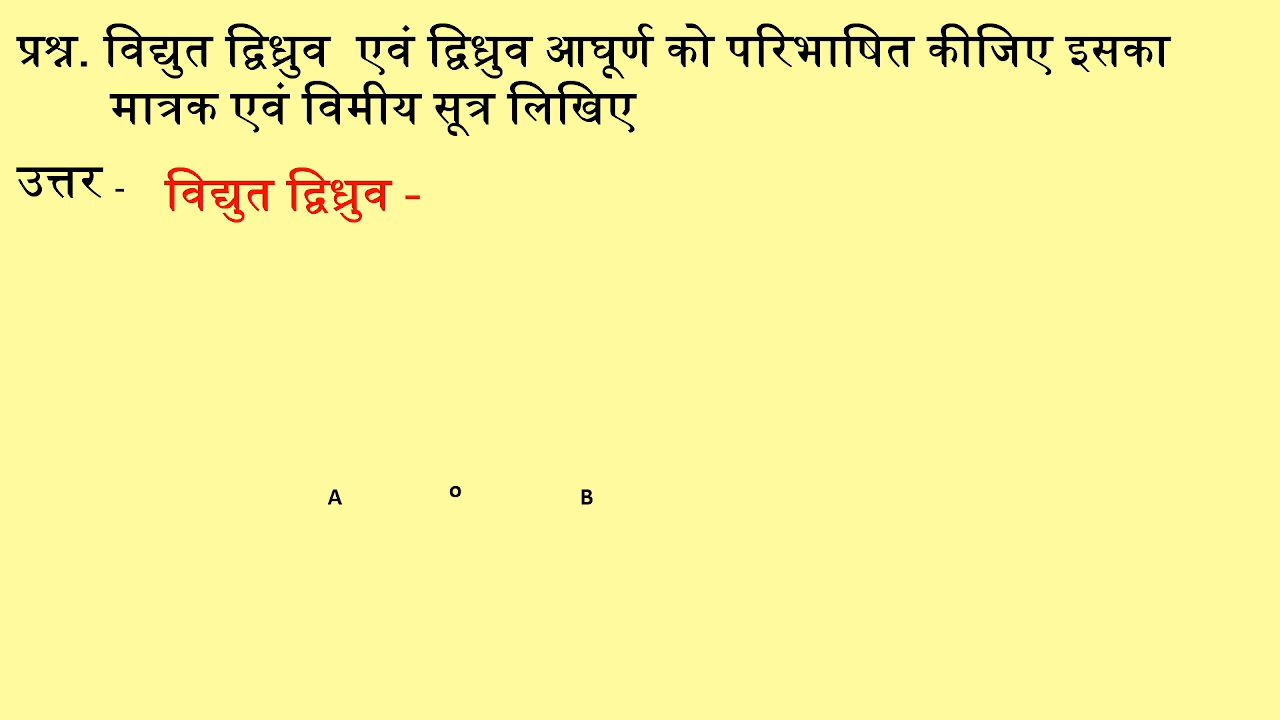 प्रश्न. विद्युत द्विध्रुव एवं द्विध्रुव आघूर्ण को परिभाषित कीजिए इसका
मात्रक एवं विमीय सूत्र लिखिए
उत्तर - विद्युत द्विध्रुव -
A o B